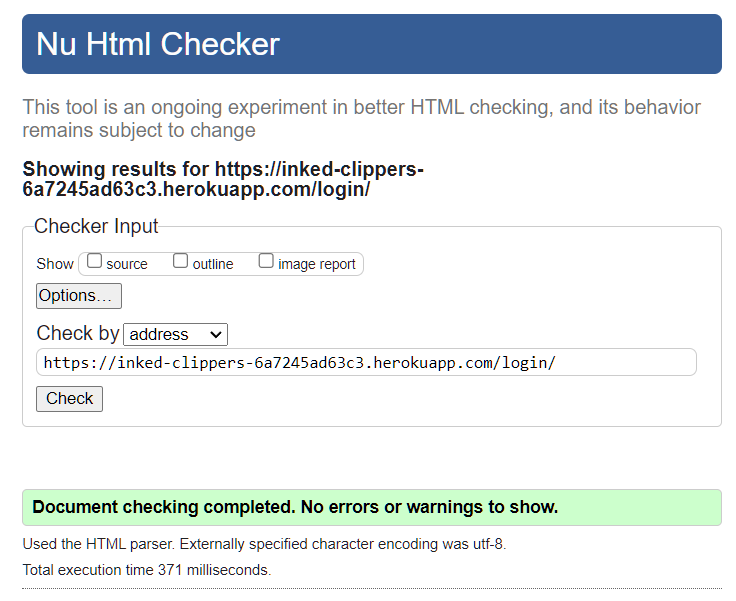 Nu Html Checker
This tool is an ongoing experiment in better HTML checking, and its behavior
remains subject to change
Showing results for https://inked-clippers-
6a7245ad63c3.herokuapp.com/login/
Checker Input
Show source outline image report
Options...
Check by address
https://inked-clippers-6a7245ad63c3.herokuapp.com/login/
Check
Document checking completed. No errors or warnings to show.
Used the HTML parser. Externally specified character encoding was utf-8.
Total execution time 371 milliseconds.